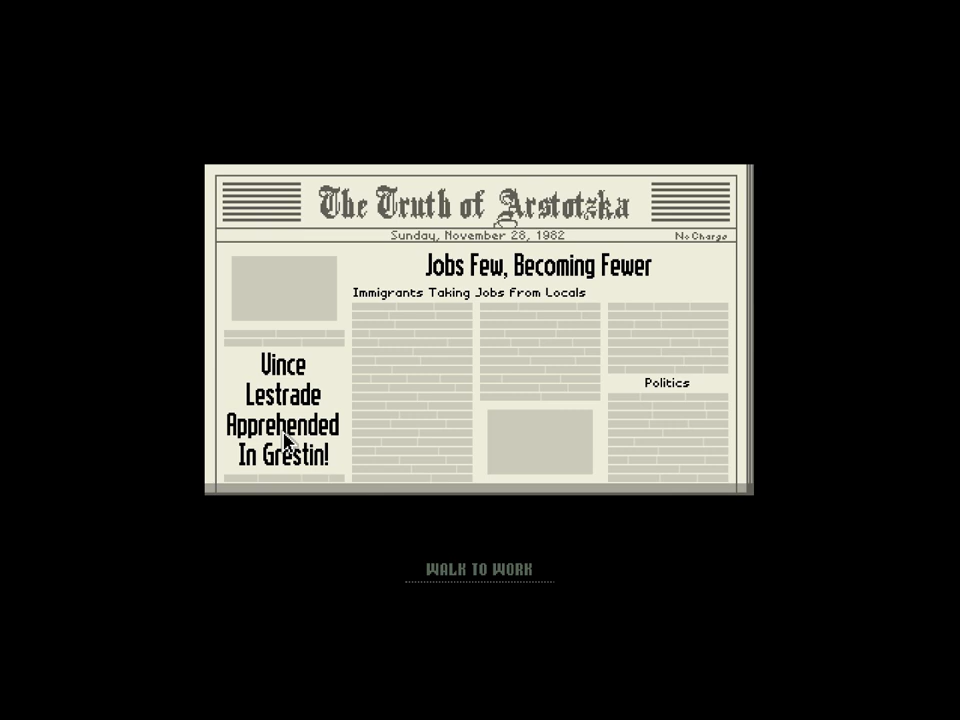 The Truth of Arstotzka
Sunday, November 28, 1982
No Charge
Jobs Few, Becoming Fewer
Immigrants Taking Jobs From Locals
Vince
Lestrade
Apprehended
In Grestin!
Politics
WALK TO WORK